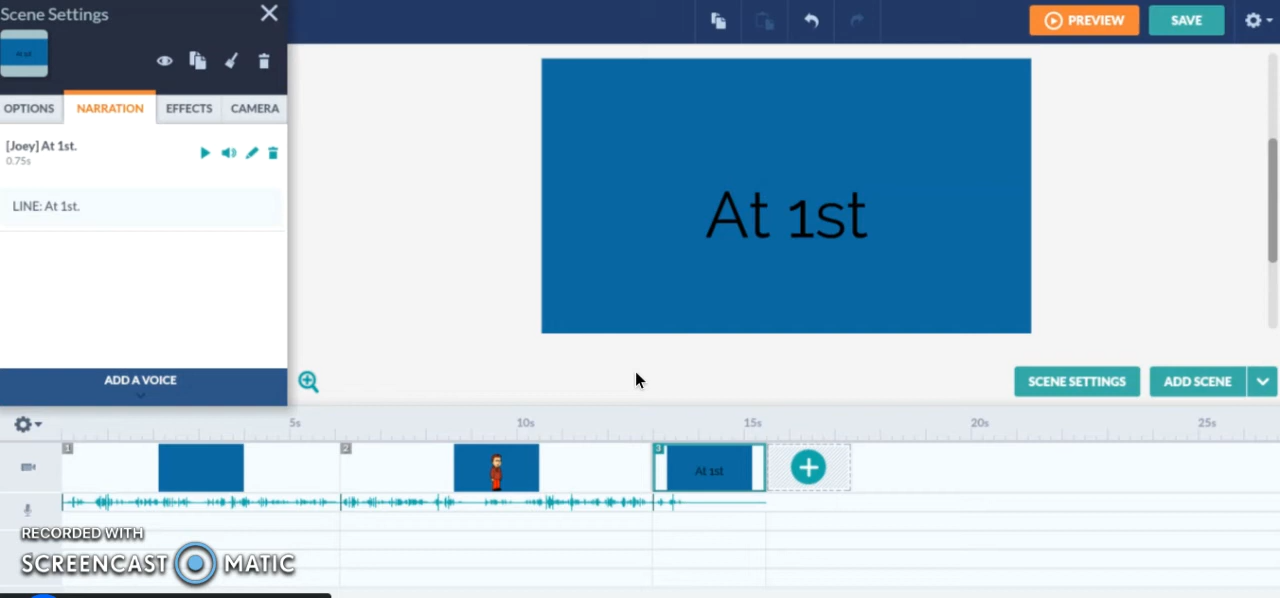 Scene Settings
At 1st
PREVIEW
SAVE
OPTIONS
NARRATION
EFFECTS
CAMERA
[Joey] At 1st.
0.75s
LINE: At 1st.
At 1st
ADD A VOICE
SCENE SETTINGS
ADD SCENE
5s
10s
15s
20s
25s
1
2
3
At 1st
RECORDED WITH
SCREENCAST MATIC